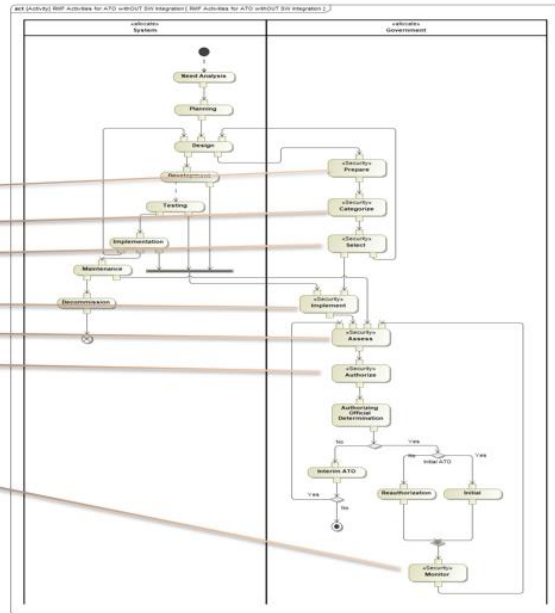 act [Activity] RMF Activities for ATO withOUT SW Integration [ RMF Activities for ATO withOUT SW Integration ]
«allocate»
System
«allocate»
Government
Need Analysis
Planning
Design
Development
Testing
Implementation
Maintenance
Decommission
«Security»
Prepare
«Security»
Categorize
«Security»
Select
«Security»
Implement
«Security»
Assess
«Security»
Authorize
Authorizing
Official
Determination
No
Yes
No
Initial ATO
Yes
Interim ATO
Reauthorization
Initial
Yes
No
«Security»
Monitor